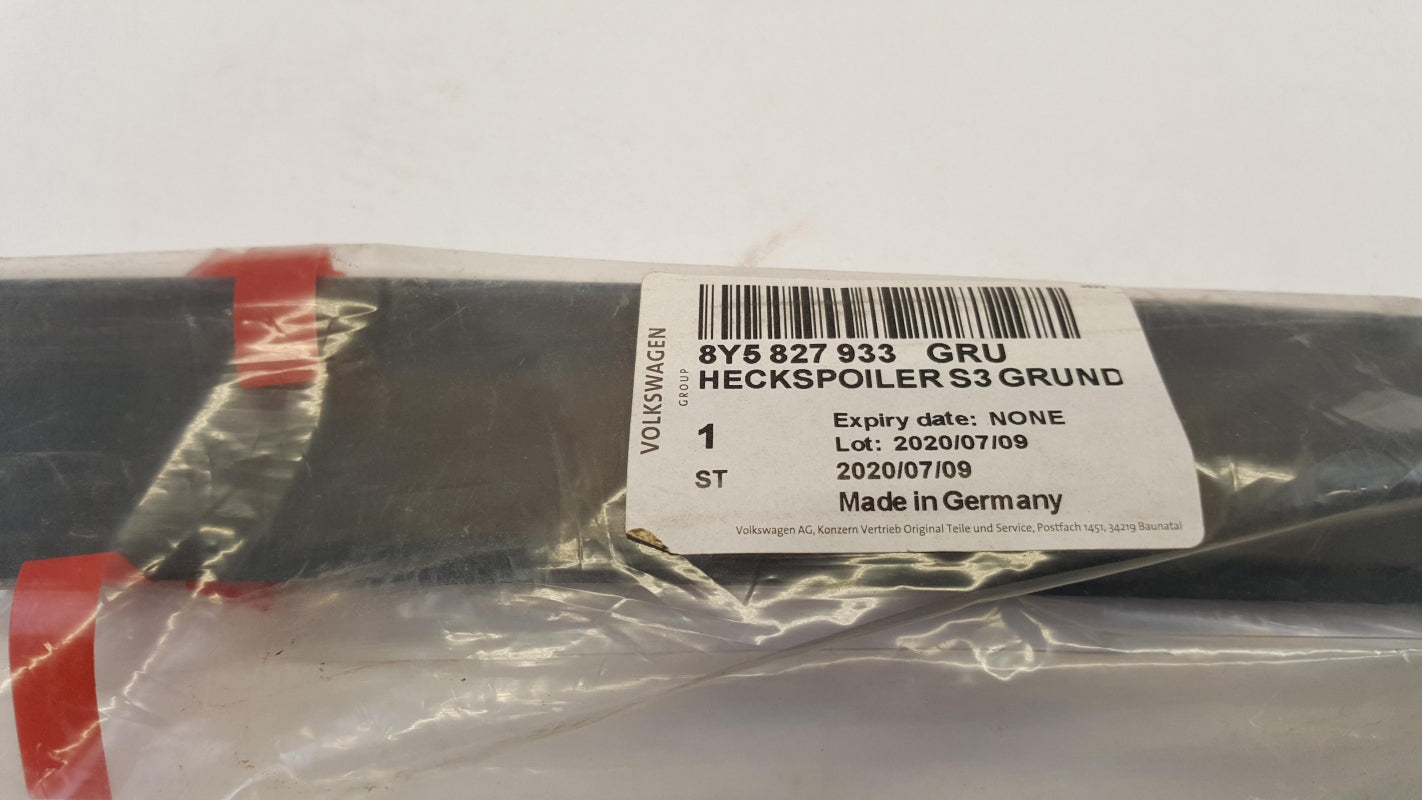 VOLKSWAGEN
GROUP
8Y5 827 933 GRU
HECKSPOILER S3 GRUND
1
ST
Expiry date: NONE
Lot: 2020/07/09
2020/07/09
Made in Germany
Volkswagen AG, Konzern Vertrieb Original Teile und Service, Postfach 1451, 34219 Baunatal